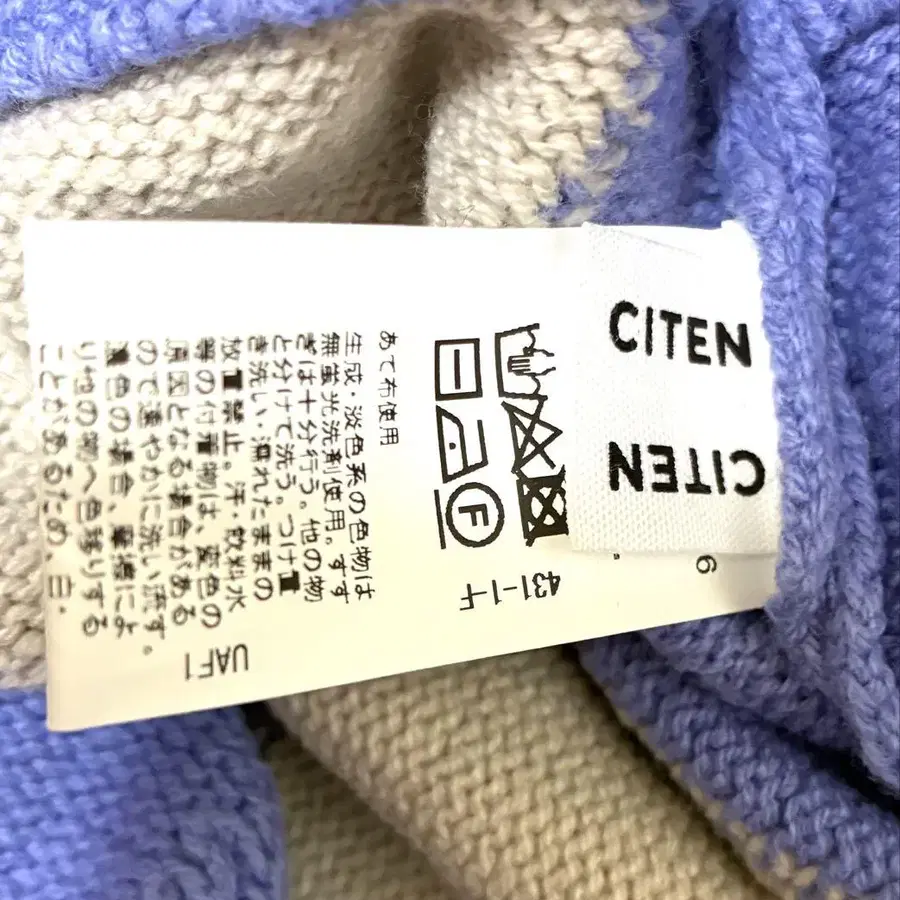 CITEN
CITEN
6
F
あて布使用
生成・淡色系の色物は
無蛍光洗剤使用。すす
ぎは十分行う。他の物
と分けて洗う。つけ置
き洗い・濡れたままの
放置禁止。汗・飲料水
等の付着物は、変色の
原因となる場合がある
ので速やかに洗い流す。
濃色の場合、摩擦によ
り他の物へ色移りする
ことがあるため、白・
UAF1